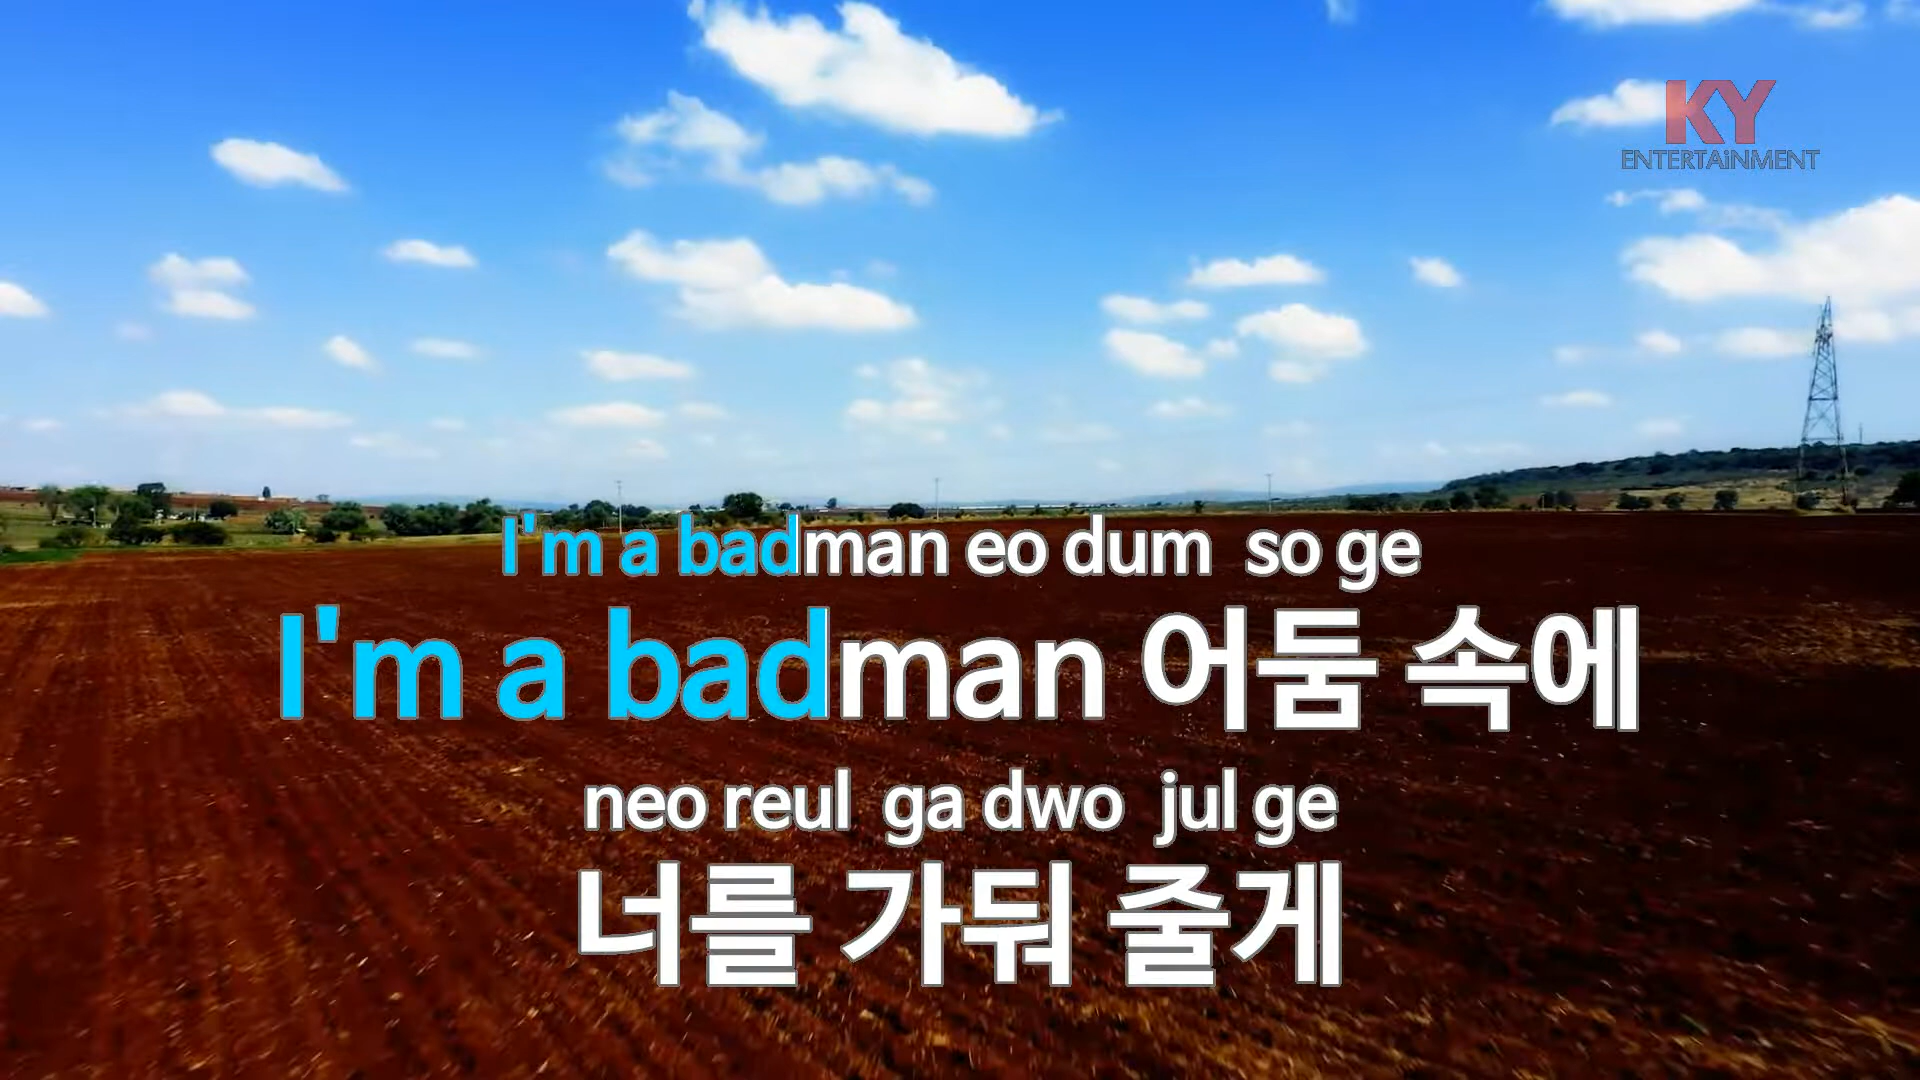 KY
ENTERTAiNMENT
I'm a badman eo dum so ge
I'm a badman 어둠 속에
neo reul ga dwo jul ge
너를 가둬 줄게